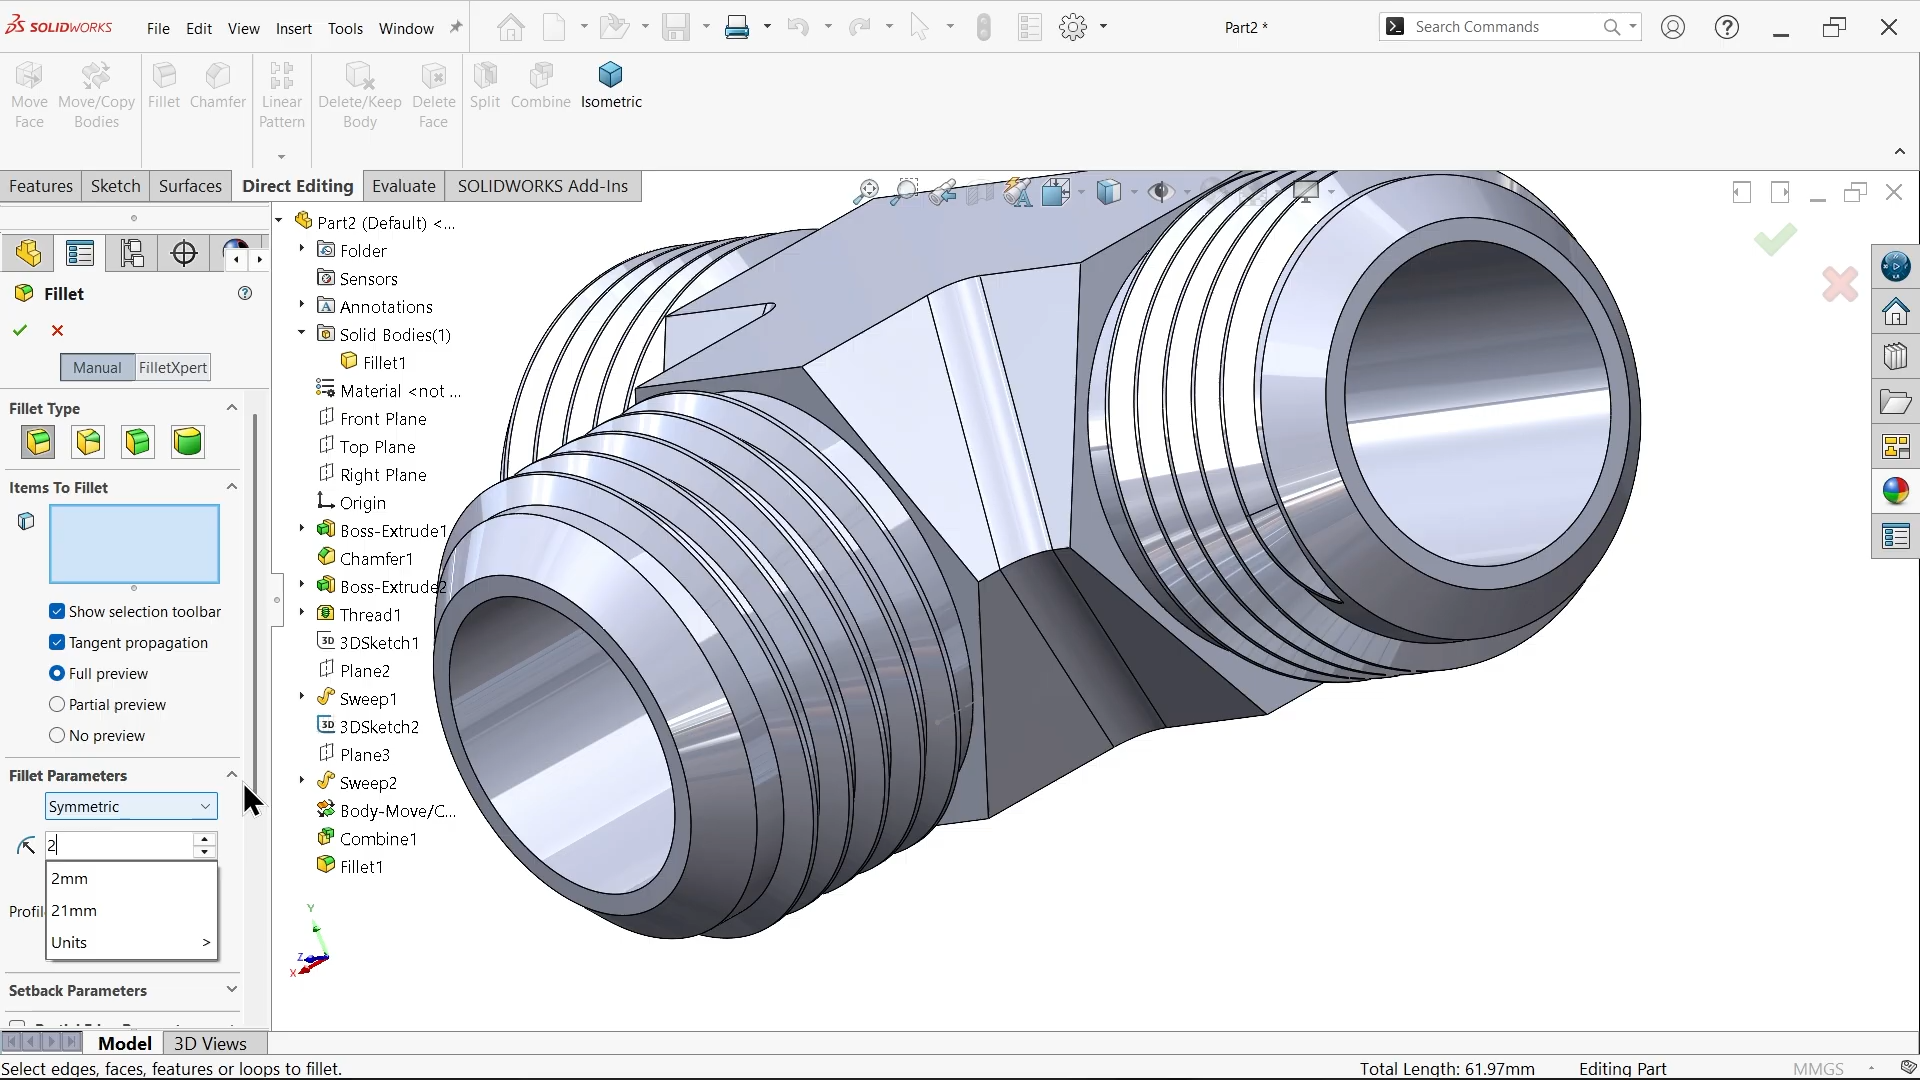 SOLIDWORKS
File Edit View Insert Tools Window
Part2 *
Search Commands
Move Face
Move/Copy Bodies
Fillet
Chamfer
Linear Pattern
Delete/Keep Body
Delete Face
Split
Combine
Isometric
Features Sketch Surfaces Direct Editing Evaluate SOLIDWORKS Add-Ins
Fillet
Manual FilletXpert
Fillet Type
Items To Fillet
Show selection toolbar
Tangent propagation
Full preview
Partial preview
No preview
Fillet Parameters
Symmetric
2
2mm
21mm
Units >
Profil
Setback Parameters
Part2 (Default) <...
Folder
Sensors
Annotations
Solid Bodies(1)
Fillet1
Material <not ...
Front Plane
Top Plane
Right Plane
Origin
Boss-Extrude1
Chamfer1
Boss-Extrude2
Thread1
3DSketch1
Plane2
Sweep1
3DSketch2
Plane3
Sweep2
Body-Move/C...
Combine1
Fillet1
Y
Z
X
Model 3D Views
Select edges, faces, features or loops to fillet.
Total Length: 61.97mm Editing Part MMGS